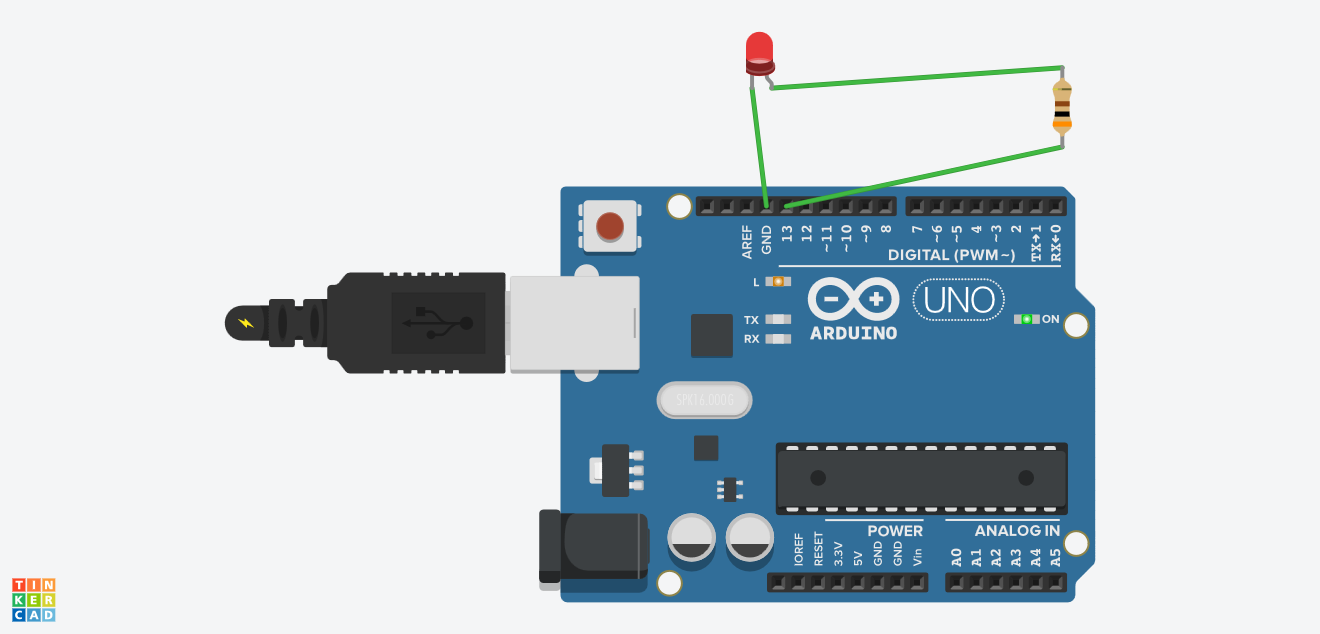 AREF
GND
13
12
~11
~10
~9
8
7
~6
~5
4
~3
2
TX→1
RX←0
DIGITAL (PWM~)
L
TX
RX
ARDUINO
UNO
ON
SPK16.000G
POWER
ANALOG IN
IOREF
RESET
3.3V
5V
GND
GND
Vin
A0
A1
A2
A3
A4
A5
TIN
KER
CAD